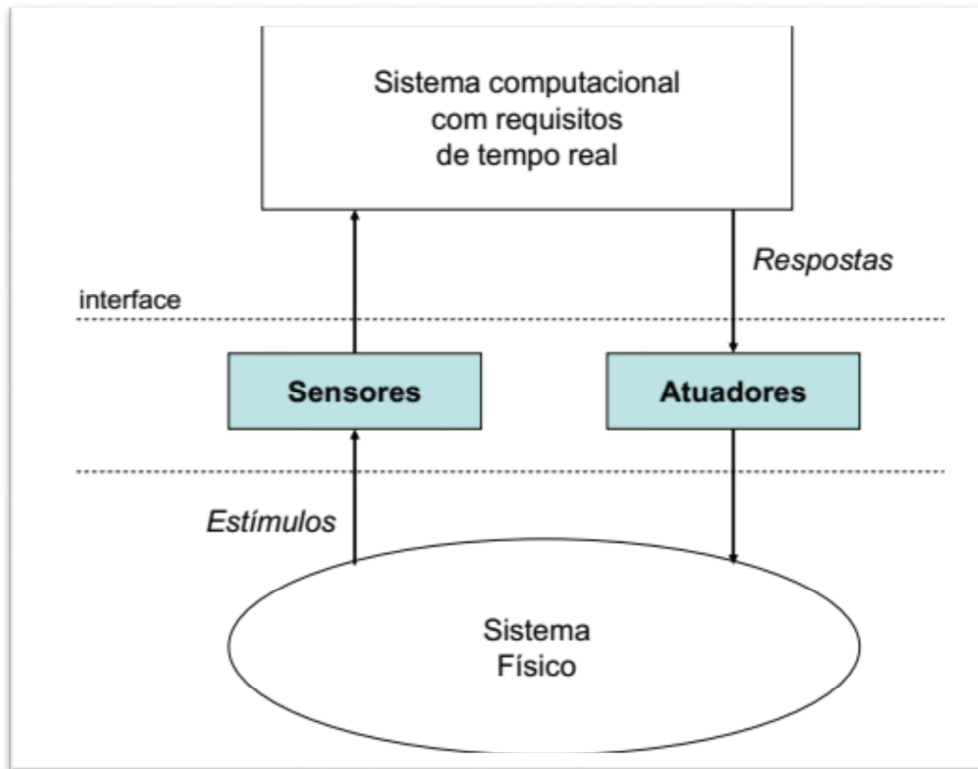 Sistema computacional
com requisitos
de tempo real
Respostas
interface
Sensores
Atuadores
Estímulos
Sistema
Físico